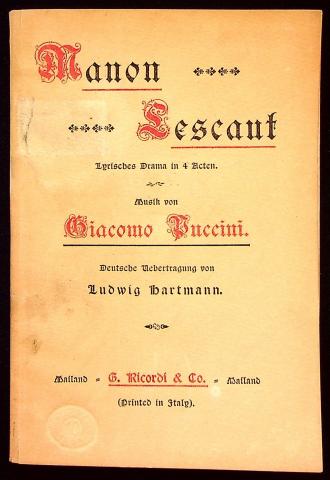 Manon
Lescaut
Lyrisches Drama in 4 Acten.
Musik von
Giacomo Puccini.
Deutsche Uebertragung von
Ludwig Hartmann.
Mailand = G. Ricordi & Co. = Mailand
(Printed in Italy).